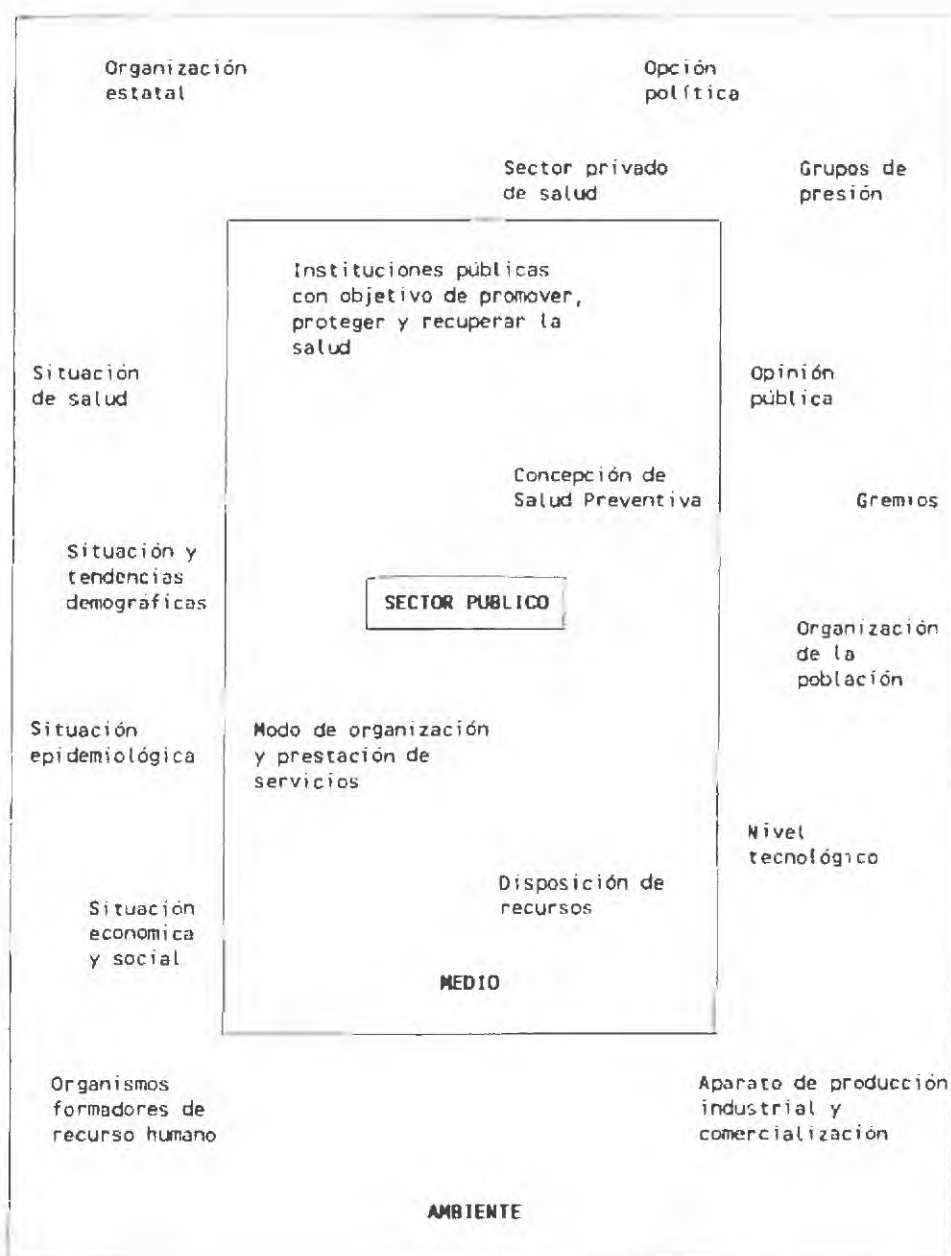 Organización
estatal
Opción
política
Sector privado
de salud
Grupos de
presión
Instituciones públicas
con objetivo de promover,
proteger y recuperar la
salud
Situación
de salud
Opinión
pública
Concepción de
Salud Preventiva
Gremios
Situación y
tendencias
demográficas
SECTOR PUBLICO
Organización
de la
población
Situación
epidemiológica
Modo de organización
y prestación de
servicios
Nivel
tecnológico
Disposición de
recursos
Situación
economica
y social
MEDIO
Organismos
formadores de
recurso humano
Aparato de producción
industrial y
comercialización
AMBIENTE